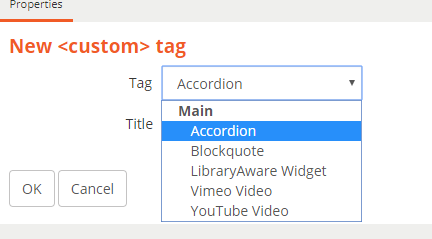 Properties
New <custom> tag
Tag Accordion
Title Main
Accordion
Blockquote
LibraryAware Widget
Vimeo Video
YouTube Video
OK Cancel